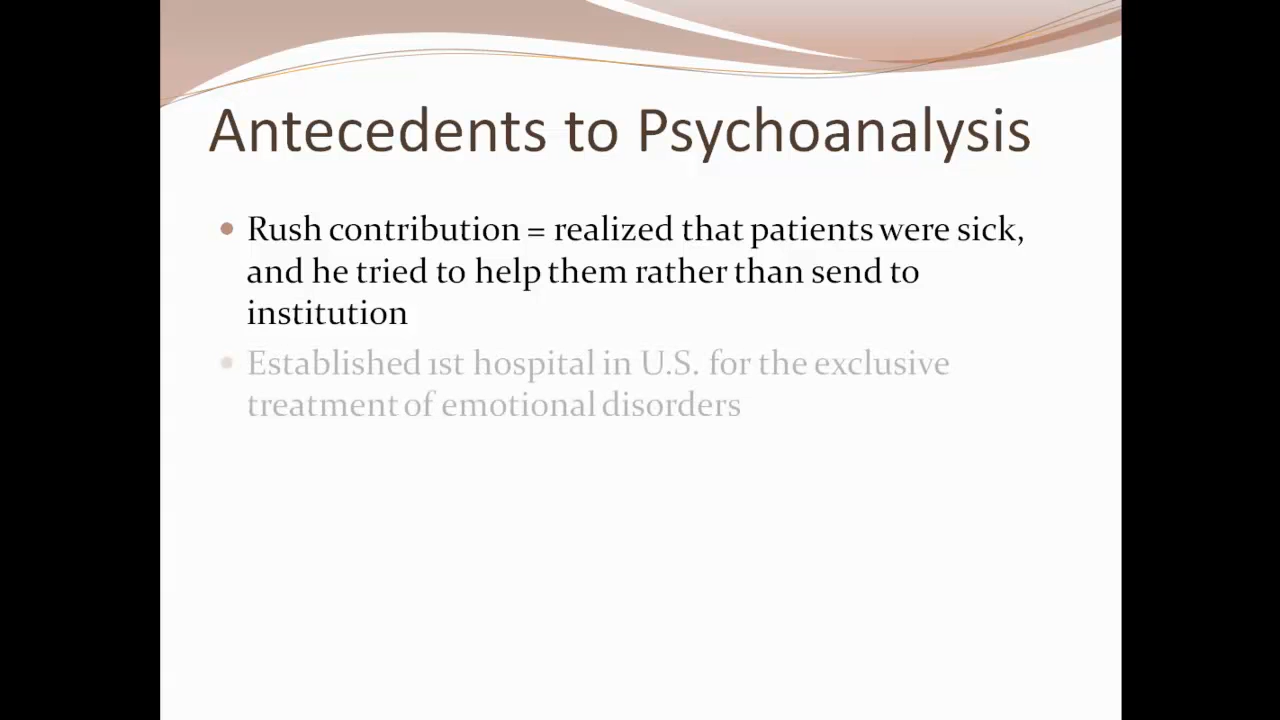 Antecedents to Psychoanalysis
• Rush contribution = realized that patients were sick,
and he tried to help them rather than send to
institution
• Established 1st hospital in U.S. for the exclusive
treatment of emotional disorders